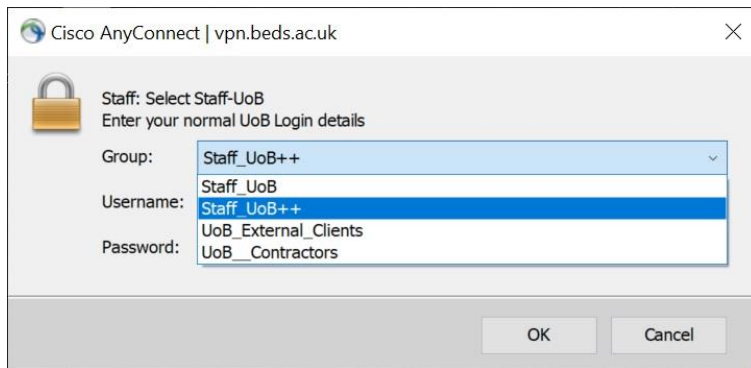 Cisco AnyConnect | vpn.beds.ac.uk
Staff: Select Staff-UoB
Enter your normal UoB Login details
Group: Staff_UoB++
Staff_UoB
Username: Staff_UoB++
UoB_External_Clients
Password: UoB__Contractors
OK Cancel